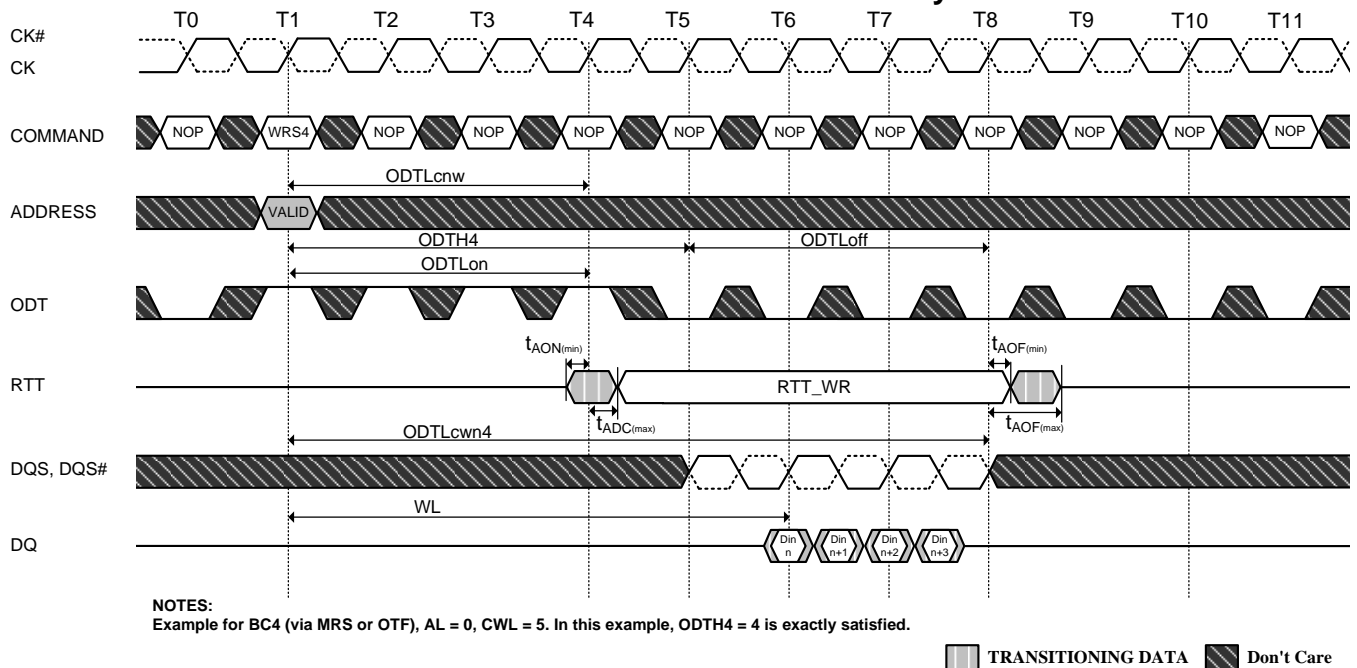 T0 T1 T2 T3 T4 T5 T6 T7 T8 T9 T10 T11
CK#
CK
COMMAND NOP WRS4 NOP NOP NOP NOP NOP NOP NOP NOP NOP NOP
ODTLcnw
ADDRESS VALID
ODTH4 ODTLoff
ODTLon
ODT
tAON(min) tAOF(min)
RTT RTT_WR
tADC(max) tAOF(max)
ODTLcwn4
DQS, DQS#
WL
DQ Din n Din n+1 Din n+2 Din n+3
NOTES:
Example for BC4 (via MRS or OTF), AL = 0, CWL = 5. In this example, ODTH4 = 4 is exactly satisfied.
TRANSITIONING DATA Don't Care